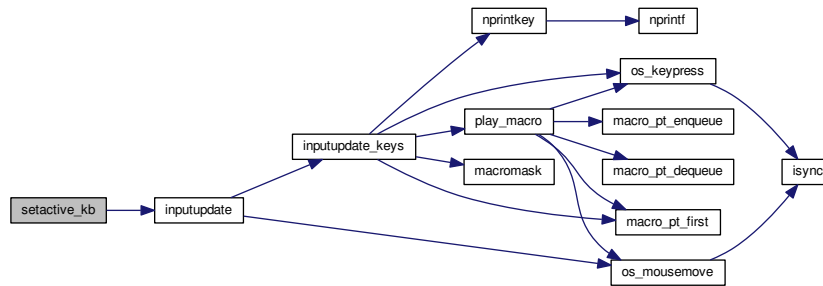 nprintkey
nprintf
os_keypress
play_macro
macro_pt_enqueue
inputupdate_keys
macromask
macro_pt_dequeue
isync
setactive_kb
inputupdate
macro_pt_first
os_mousemove